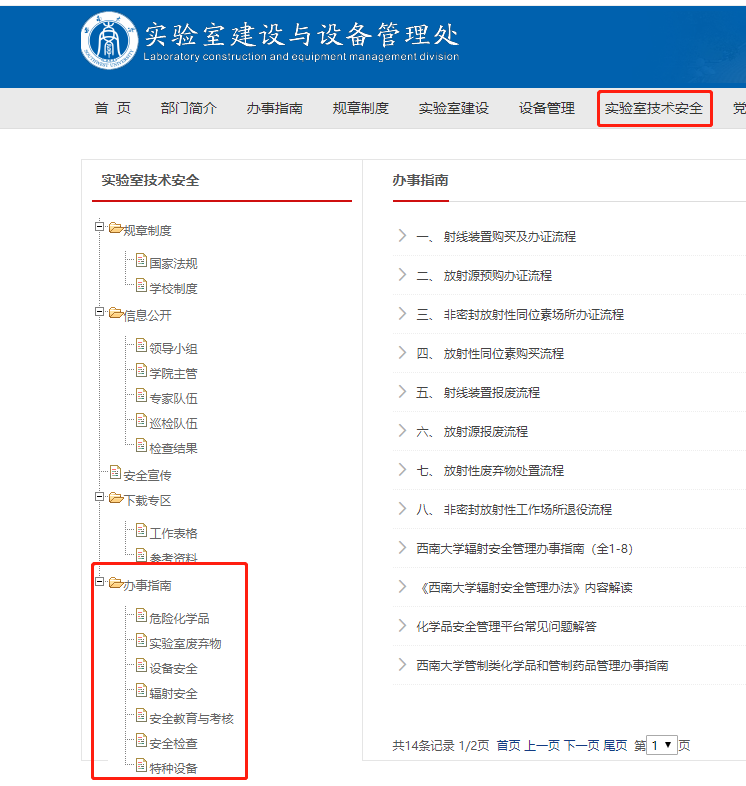 实验室建设与设备管理处
Laboratory construction and equipment management division
首 页 部门简介 办事指南 规章制度 实验室建设 设备管理 实验室技术安全 党
实验室技术安全
规章制度
国家法规
学校制度
信息公开
领导小组
学院主管
专家队伍
巡检队伍
检查结果
安全宣传
下载专区
工作表格
参考资料
办事指南
危险化学品
实验室废弃物
设备安全
辐射安全
安全教育与考核
安全检查
特种设备
办事指南
一、 射线装置购买及办证流程
二、 放射源预购办证流程
三、 非密封放射性同位素场所办证流程
四、 放射性同位素购买流程
五、 射线装置报废流程
六、 放射源报废流程
七、 放射性废弃物处置流程
八、 非密封放射性工作场所退役流程
西南大学辐射安全管理办事指南（全1-8）
《西南大学辐射安全管理办法》内容解读
化学品安全管理平台常见问题解答
西南大学管制类化学品和管制药品管理办事指南
共14条记录 1/2页 首页 上一页 下一页 尾页 第 1 页